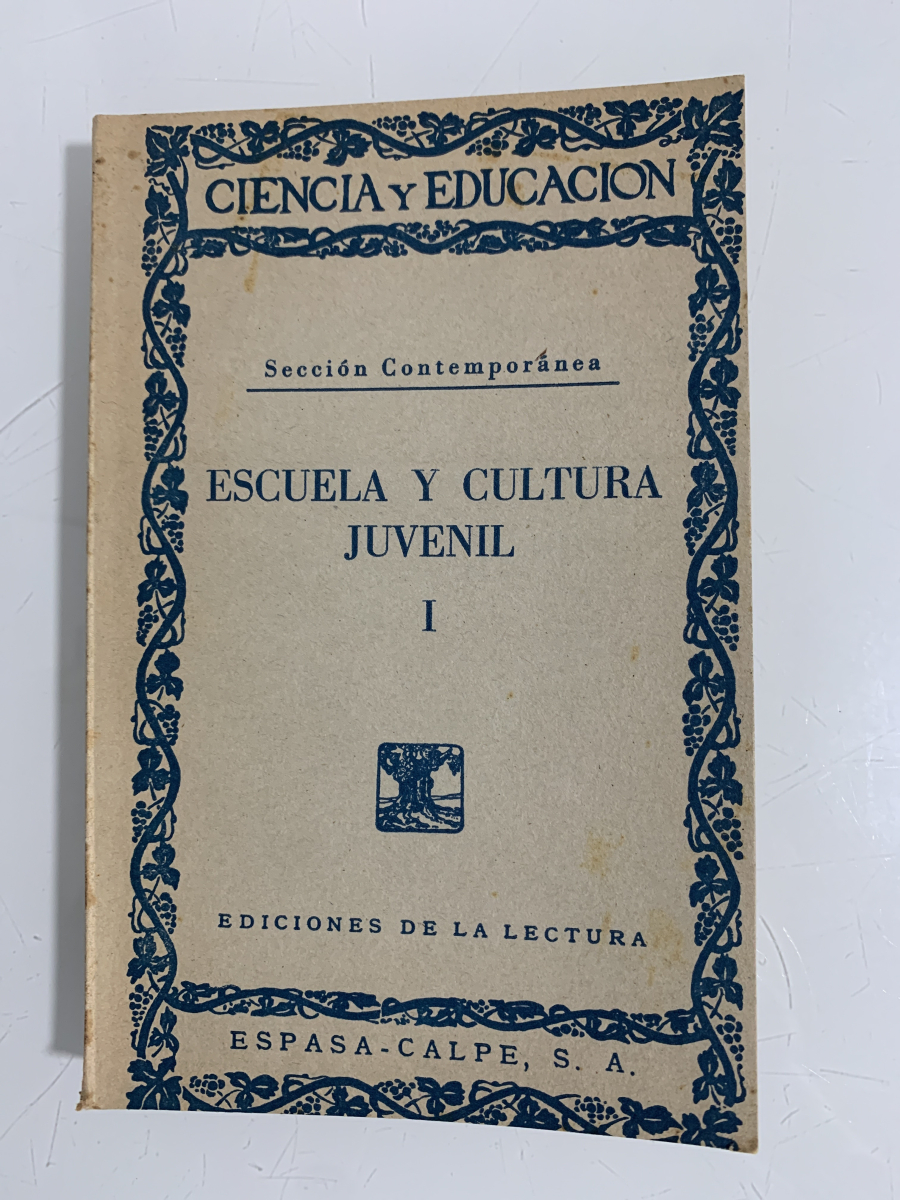 CIENCIA Y EDUCACION
Sección Contemporánea
ESCUELA Y CULTURA
JUVENIL
I
EDICIONES DE LA LECTURA
ESPASA-CALPE, S. A.